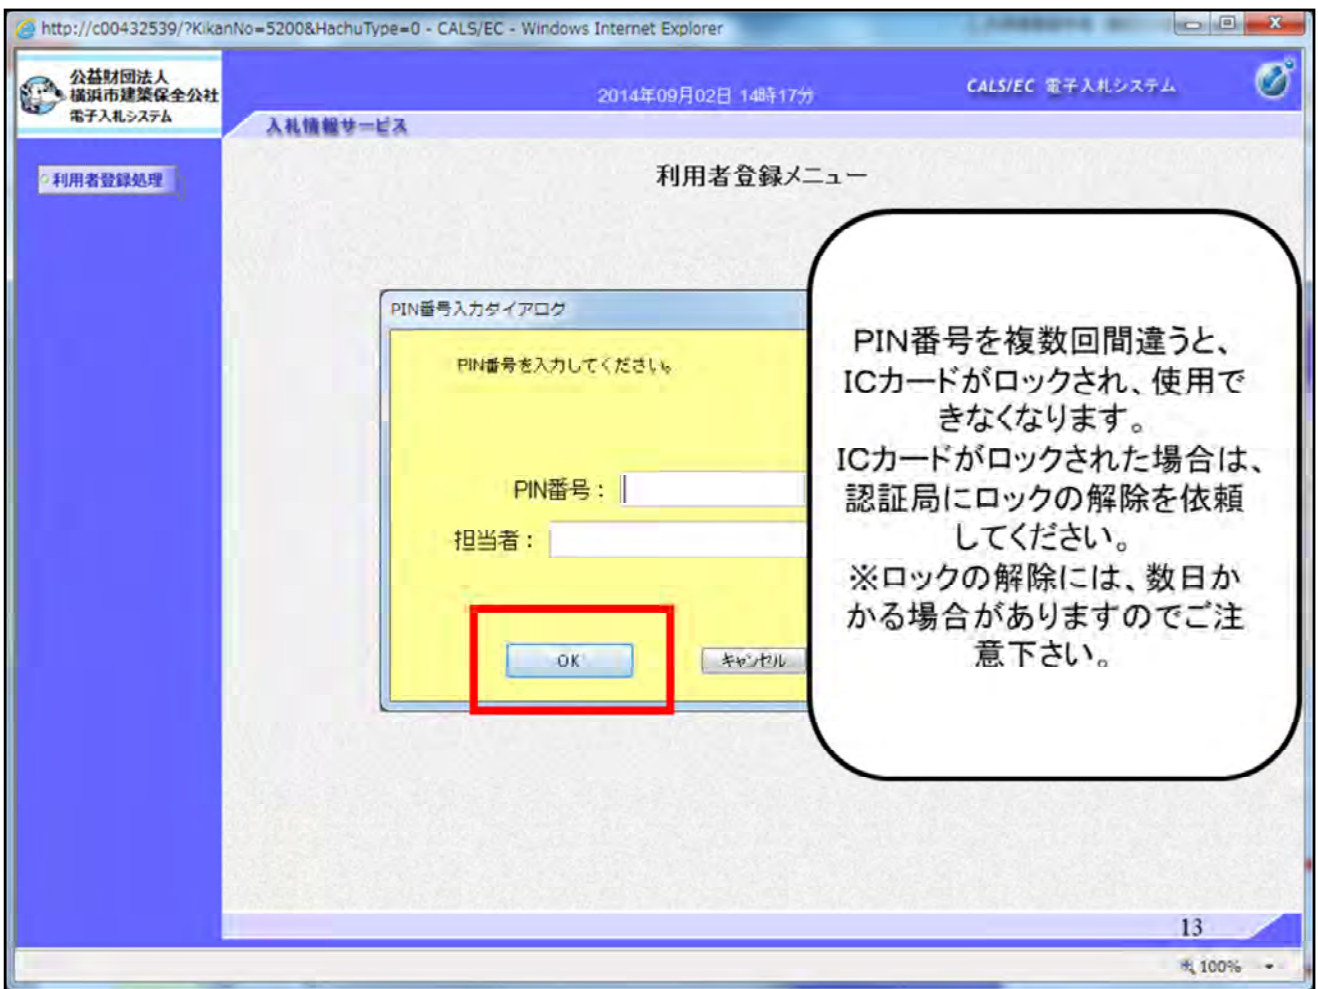 http://c00432539/?KikanNo=5200&HachuType=0 - CALS/EC - Windows Internet Explorer
公益財団法人
横浜市建築保全公社
電子入札システム
2014年09月02日 14時17分
CALS/EC 電子入札システム
入札情報サービス
利用者登録処理
利用者登録メニュー
PIN番号入力ダイアログ
PIN番号を入力してください。
PIN番号：
担当者：
OK
キャンセル
PIN番号を複数回間違うと、
ICカードがロックされ、使用で
きなくなります。
ICカードがロックされた場合は、
認証局にロックの解除を依頼
してください。
※ロックの解除には、数日か
かる場合がありますのでご注
意下さい。
13
100%